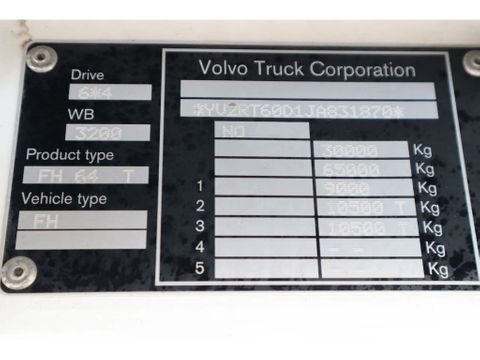 Drive
6*4
WB
3200
Product type
FH 64 T
Vehicle type
FH
Volvo Truck Corporation
*YV2RT60D1JA831870*
NO
30000 Kg
65000 Kg
1 9000 Kg
2 10500 T Kg
3 10500 T Kg
4 - - Kg
5 - - - Kg